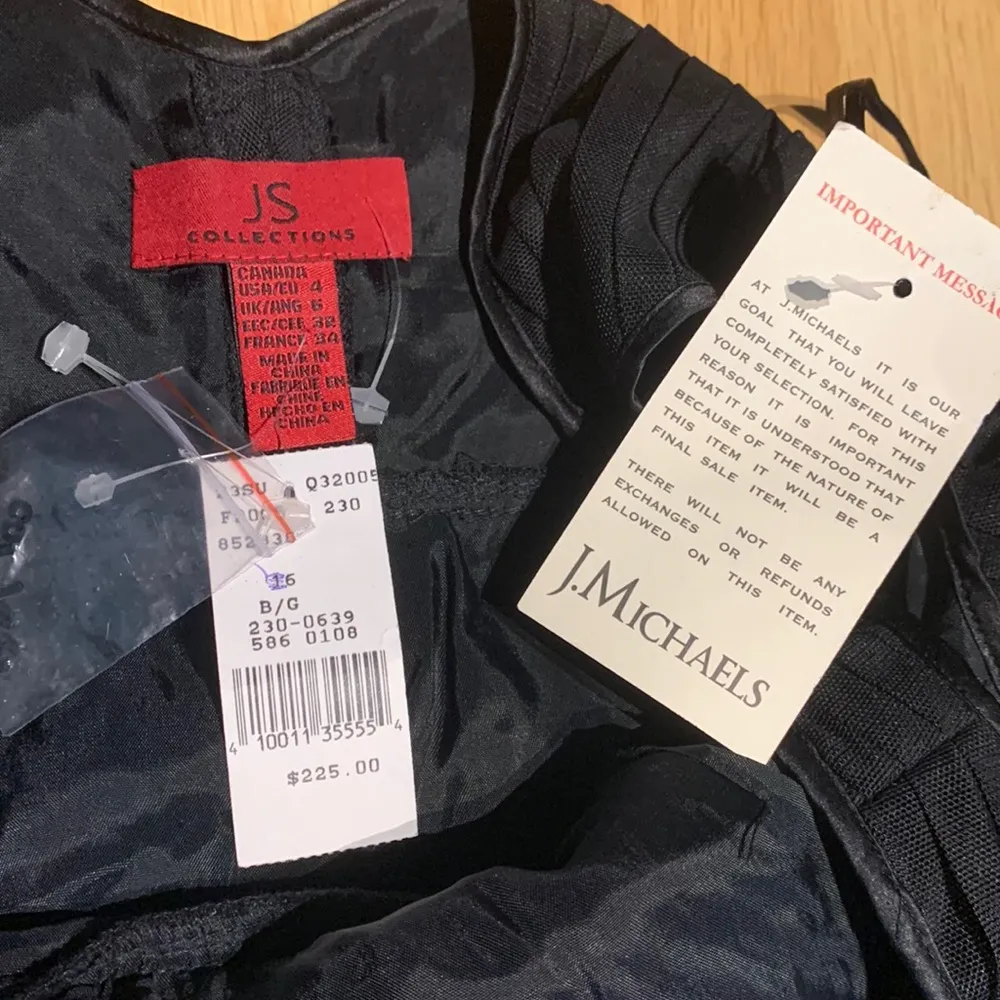 JS
COLLECTIONS
CANADA
USA/EU 4
UK/ANG 6
EEC/CEE 32
FRANCE 34
MADE IN
CHINA
FABRIQUE EN
CHINE
HECHO EN
CHINA
Q32005
230
B/G
230-0639
586 0108
4 10011 35555 4
$225.00
IMPORTANT
AT J.MICHAELS IT IS OUR
GOAL THAT YOU WILL LEAVE
COMPLETELY SATISFIED WITH
YOUR SELECTION. FOR THIS
REASON IT IS IMPORTANT
THAT IT IS UNDERSTOOD THAT
BECAUSE OF THE NATURE OF
THIS ITEM IT WILL BE A
FINAL SALE ITEM.
THERE WILL NOT BE ANY
EXCHANGES OR REFUNDS
ALLOWED ON THIS ITEM.
J.MICHAELS